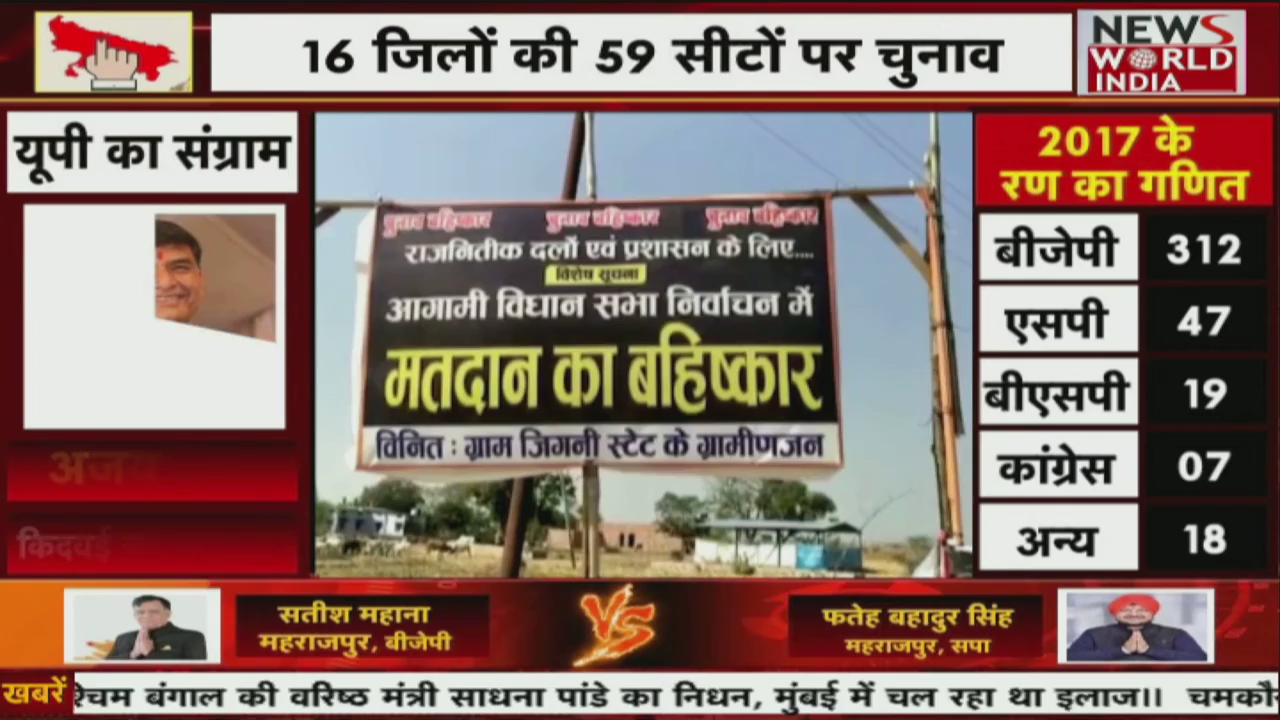 16 जिलों की 59 सीटों पर चुनाव
NEWS
WORLD
INDIA
यूपी का संग्राम
चुनाव बहिष्कार चुनाव बहिष्कार चुनाव बहिष्कार
राजनितीक दलों एवं प्रशासन के लिए....
विशेष सूचना
आगामी विधान सभा निर्वाचन में
मतदान का बहिष्कार
विनित : ग्राम जिगनी स्टेट के ग्रामीणजन
2017 के
रण का गणित
बीजेपी 312
एसपी 47
बीएसपी 19
कांग्रेस 07
अन्य 18
किदवई
सतीश महाना
महराजपुर, बीजेपी
VS
फतेह बहादुर सिंह
महराजपुर, सपा
खबरें श्चिम बंगाल की वरिष्ठ मंत्री साधना पांडे का निधन, मुंबई में चल रहा था इलाज।। चमकौ